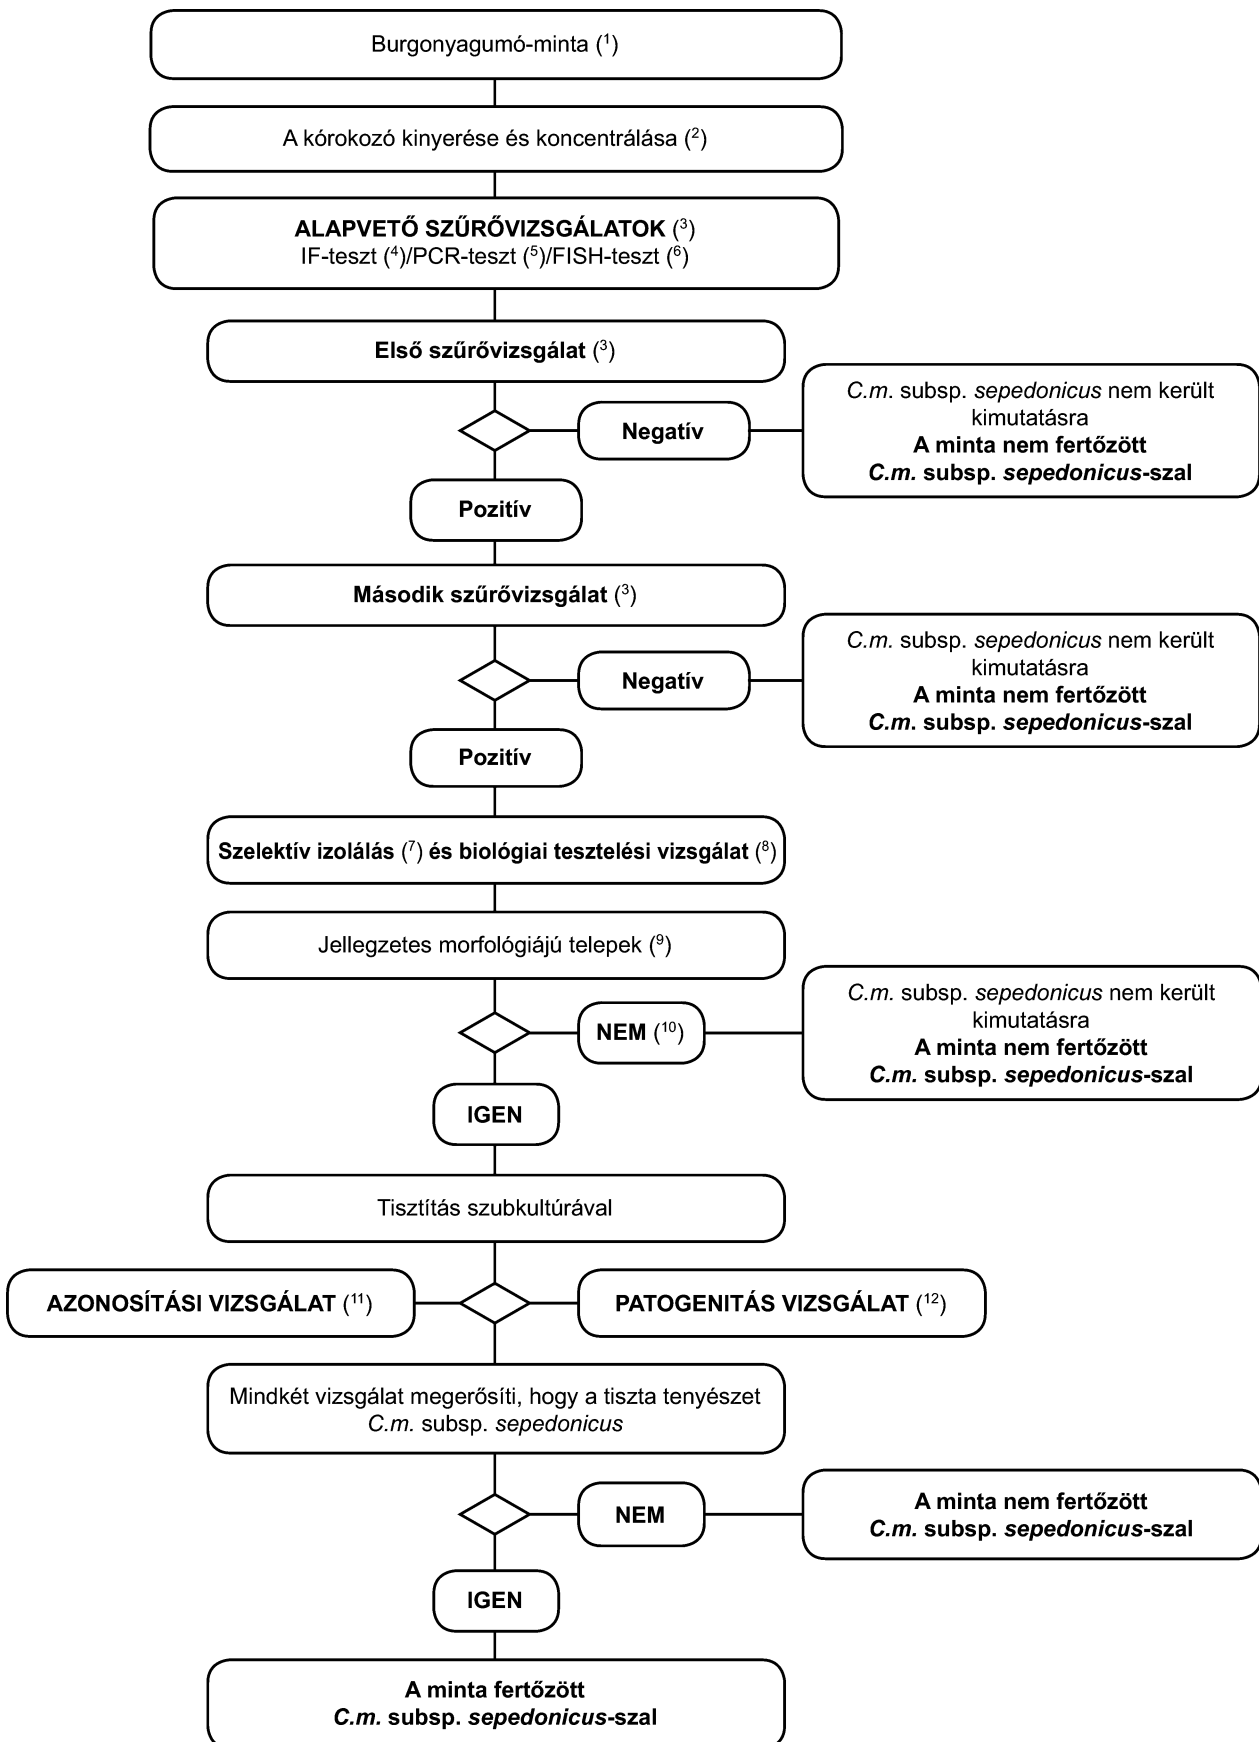 Burgonyagumó-minta (¹)
A kórokozó kinyerése és koncentrálása (²)
ALAPVETŐ SZŰRŐVIZSGÁLATOK (³)
IF-teszt (⁴)/PCR-teszt (⁵)/FISH-teszt (⁶)
Első szűrővizsgálat (³)
Negatív
C.m. subsp. sepedonicus nem került
kimutatásra
A minta nem fertőzött
C.m. subsp. sepedonicus-szal
Pozitív
Második szűrővizsgálat (³)
Negatív
C.m. subsp. sepedonicus nem került
kimutatásra
A minta nem fertőzött
C.m. subsp. sepedonicus-szal
Pozitív
Szelektív izolálás (⁷) és biológiai tesztelési vizsgálat (⁸)
Jellegzetes morfológiájú telepek (⁹)
NEM (¹⁰)
C.m. subsp. sepedonicus nem került
kimutatásra
A minta nem fertőzött
C.m. subsp. sepedonicus-szal
IGEN
Tisztítás szubkultúrával
AZONOSÍTÁSI VIZSGÁLAT (¹¹)
PATOGENITÁS VIZSGÁLAT (¹²)
Mindkét vizsgálat megerősíti, hogy a tiszta tenyészet
C.m. subsp. sepedonicus
NEM
A minta nem fertőzött
C.m. subsp. sepedonicus-szal
IGEN
A minta fertőzött
C.m. subsp. sepedonicus-szal